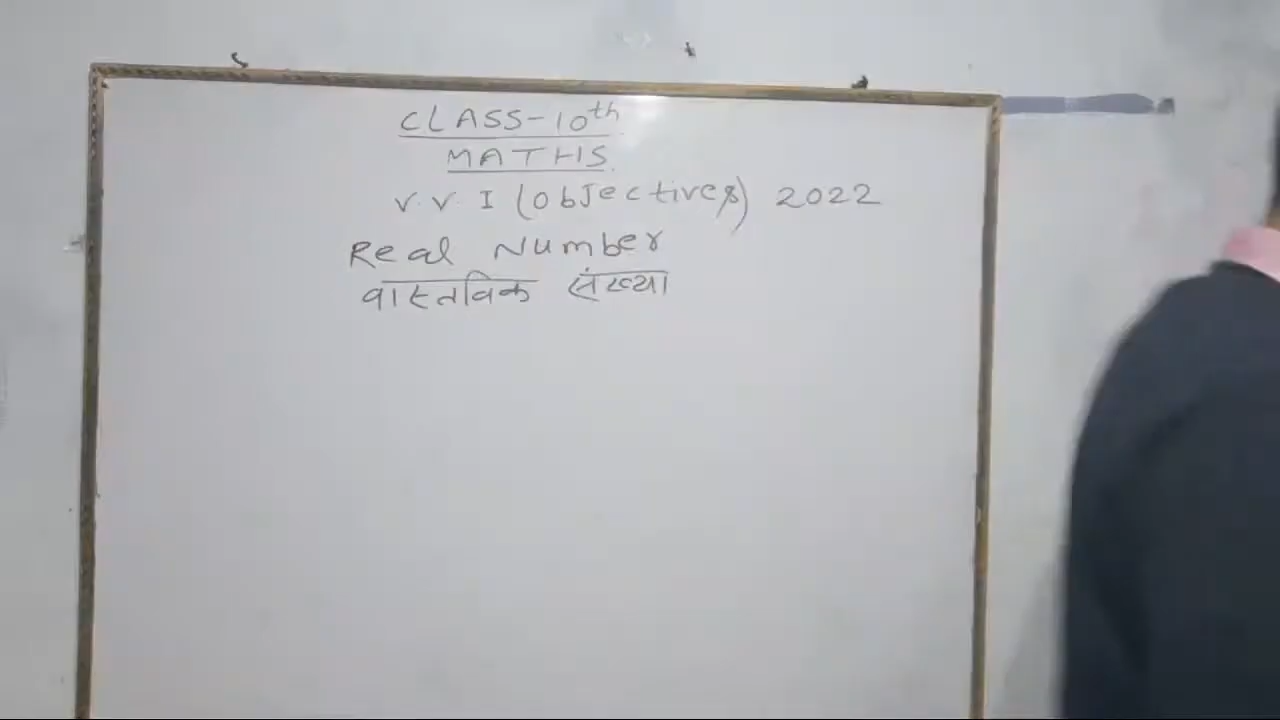 CLASS-10th
MATHS
V. V. I (Objectives) 2022
Real Number
वास्तविक संख्या